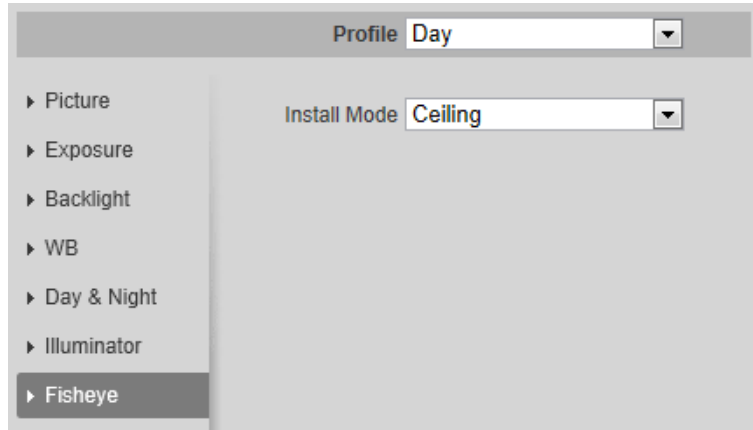 Profile Day
Picture
Install Mode Ceiling
Exposure
Backlight
WB
Day & Night
Illuminator
Fisheye